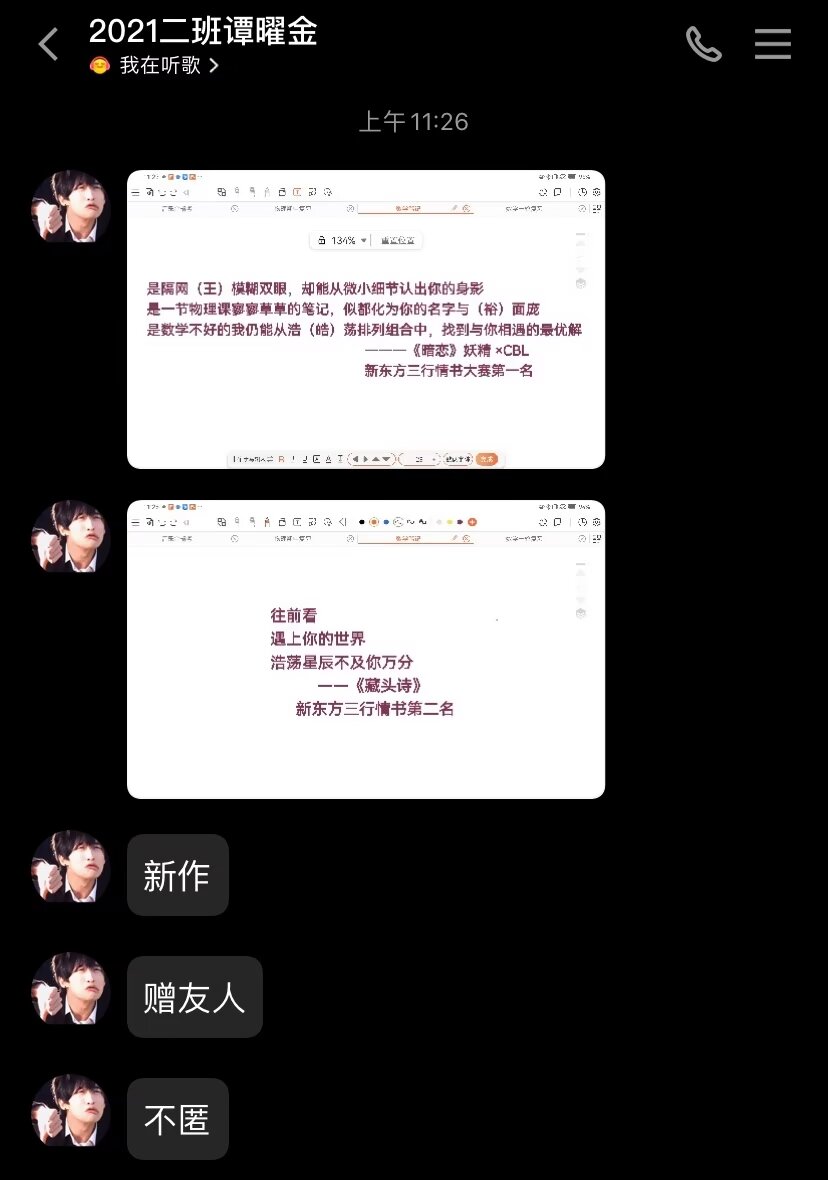 2021二班谭曜金
我在听歌
上午11:26
134%
重置位置
是隔网（王）模糊双眼，却能从微小细节认出你的身影
是一节物理课寥寥草草的笔记，似都化为你的名字与（裕）面庞
是数学不好的我仍能从浩（皓）荡排列组合中，找到与你相遇的最优解
———《暗恋》妖精 ×CBL
新东方三行情书大赛第一名
完成
往前看
遇上你的世界
浩荡星辰不及你万分
——《藏头诗》
新东方三行情书第二名
新作
赠友人
不匿